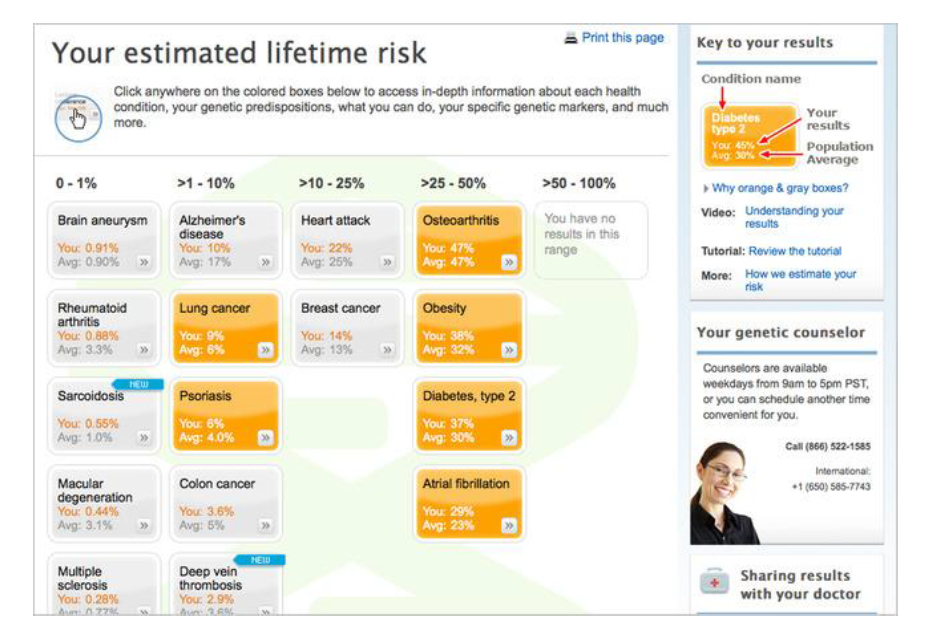 Your estimated lifetime risk
Print this page
Click anywhere on the colored boxes below to access in-depth information about each health
condition, your genetic predispositions, what you can do, your specific genetic markers, and much
more.
0 - 1%
>1 - 10%
>10 - 25%
>25 - 50%
>50 - 100%
Brain aneurysm
You: 0.91%
Avg: 0.90%
Alzheimer's
disease
You: 10%
Avg: 17%
Heart attack
You: 22%
Avg: 25%
Osteoarthritis
You: 47%
Avg: 47%
You have no
results in this
range
Rheumatoid
arthritis
You: 0.88%
Avg: 3.3%
Lung cancer
You: 9%
Avg: 6%
Breast cancer
You: 14%
Avg: 13%
Obesity
You: 38%
Avg: 32%
NEW
Sarcoidosis
You: 0.55%
Avg: 1.0%
Psoriasis
You: 6%
Avg: 4.0%
Diabetes, type 2
You: 37%
Avg: 30%
Macular
degeneration
You: 0.44%
Avg: 3.1%
Colon cancer
You: 3.6%
Avg: 5%
Atrial fibrillation
You: 29%
Avg: 23%
Multiple
sclerosis
You: 0.28%
Avg: 0.77%
NEW
Deep vein
thrombosis
You: 2.9%
Avg: 3.6%
Key to your results
Condition name
Diabetes
type 2
You: 45%
Avg: 30%
Your
results
Population
Average
Why orange & gray boxes?
Video: Understanding your
results
Tutorial: Review the tutorial
More: How we estimate your
risk
Your genetic counselor
Counselors are available
weekdays from 9am to 5pm PST,
or you can schedule another time
convenient for you.
Call (866) 522-1585
International:
+1 (650) 585-7743
Sharing results
with your doctor